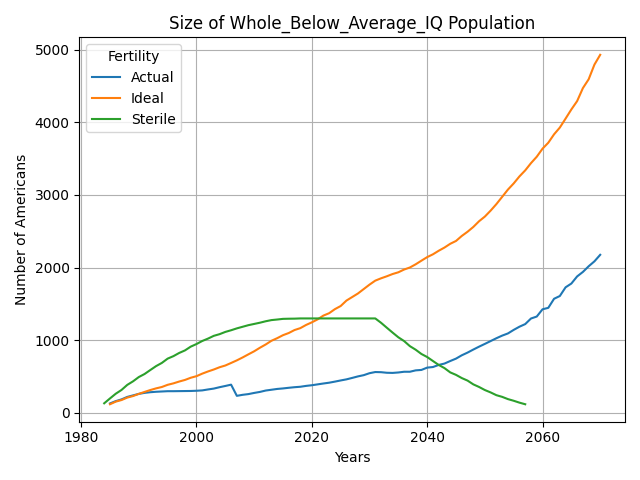 Size of Whole_Below_Average_IQ Population
Fertility
Actual
Ideal
Sterile
Number of Americans
5000
4000
3000
2000
1000
0
1980 2000 2020 2040 2060
Years